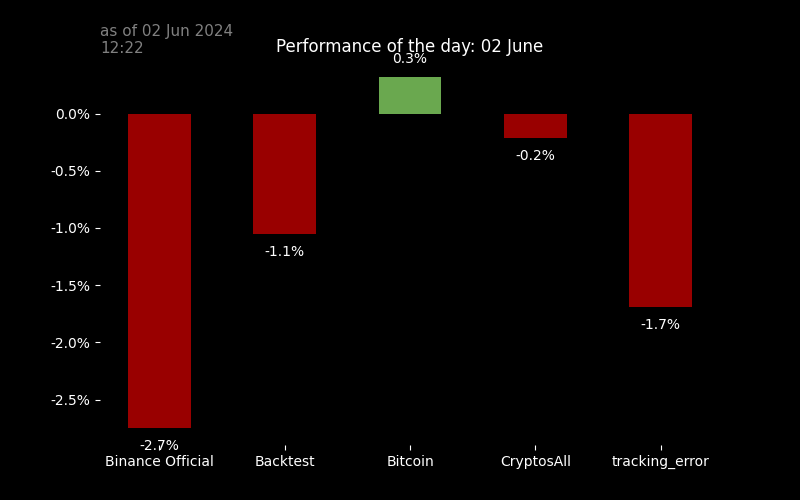 as of 02 Jun 2024
12:22
Performance of the day: 02 June
0.3%
0.0%
-0.5%
-1.0%
-1.5%
-2.0%
-2.5%
-0.2%
-1.1%
-1.7%
-2.7%
Binance Official
Backtest
Bitcoin
CryptosAll
tracking_error